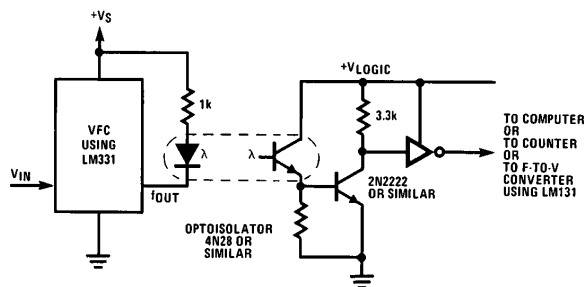 +VS
1k
+VLOGIC
3.3k
VFC
USING
LM331
λ
λ
VIN
fOUT
TO COMPUTER
OR
TO COUNTER
OR
TO F-TO-V
CONVERTER
USING LM131
2N2222
OR SIMILAR
OPTOISOLATOR
4N28 OR
SIMILAR